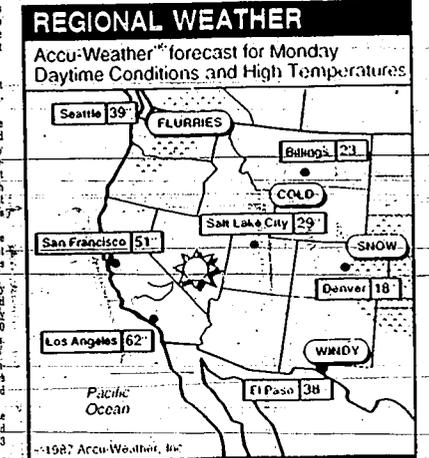 REGIONAL WEATHER
Accu-Weather™ forecast for Monday
Daytime Conditions and High Temperatures
Seattle 39°
FLURRIES
Billings 23
COLD
Salt Lake City 29°
San Francisco 51°
SNOW
Denver 18°
Los Angeles 62°
WINDY
El Paso 38
Pacific
Ocean
©1987 Accu-Weather, Inc